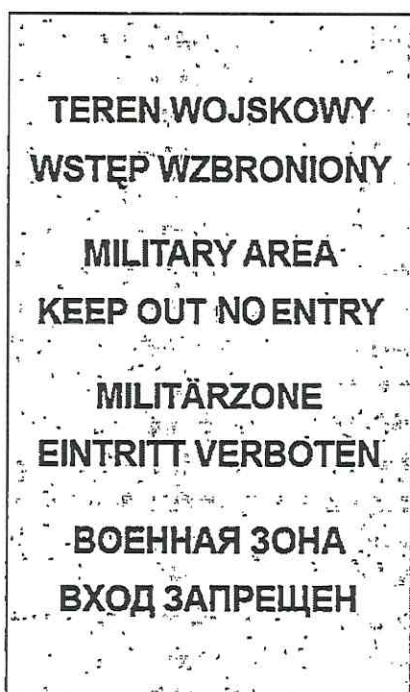 TEREN WOJSKOWY
WSTĘP WZBRONIONY
MILITARY AREA
KEEP OUT NO ENTRY
MILITÄRZONE
EINTRITT VERBOTEN
ВОЕННАЯ ЗОНА
ВХОД ЗАПРЕЩЕН